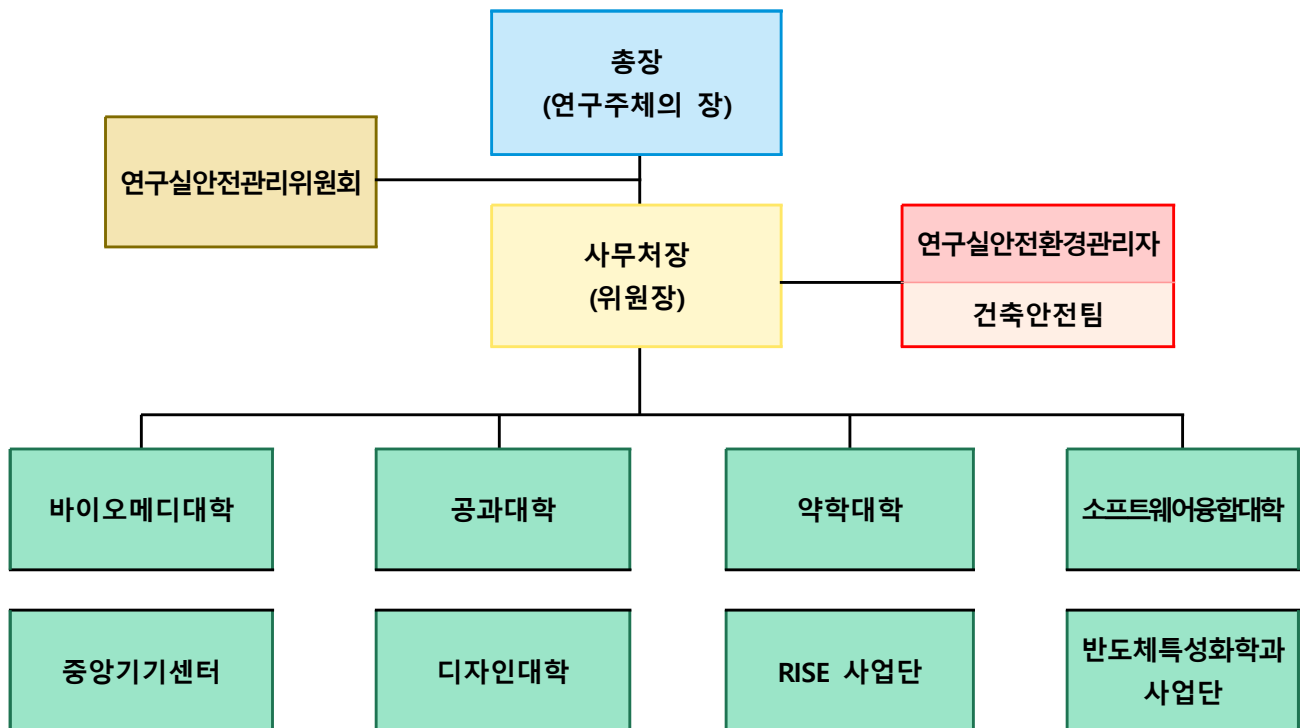 총장
(연구주체의 장)
연구실안전관리위원회
사무처장
(위원장)
연구실안전환경관리자
건축안전팀
바이오메디대학
공과대학
약학대학
소프트웨어융합대학
중앙기기센터
디자인대학
RISE 사업단
반도체특성화학과
사업단